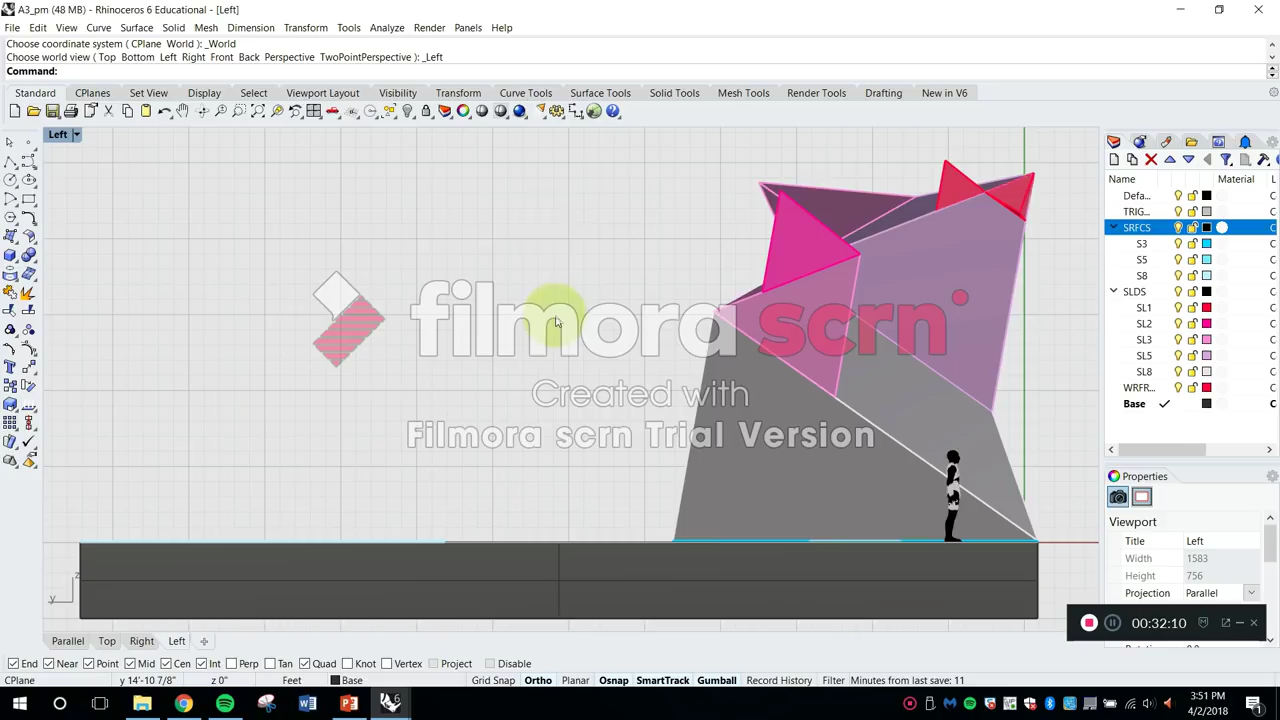 A3_pm (48 MB) - Rhinoceros 6 Educational - [Left]
File Edit View Curve Surface Solid Mesh Dimension Transform Tools Analyze Render Panels Help
Choose coordinate system ( CPlane World ): _World
Choose world view ( Top Bottom Left Right Front Back Perspective TwoPointPerspective ): _Left
Command:
Standard CPlanes Set View Display Select Viewport Layout Visibility Transform Curve Tools Surface Tools Solid Tools Mesh Tools Render Tools Drafting New in V6
Left
Name Material L
Defa... C
TRIG... C
SRFCS C
S3 C
S5 C
S8 C
SLDS C
SL1 C
SL2 C
SL3 C
SL5 C
SL8 C
WRFR... C
Base C
filmora scrn
Created with
Filmora scrn Trial Version
Properties
Viewport
Title Left
Width 1583
Height 756
Projection Parallel
00:32:10
z
y
Parallel Top Right Left
End Near Point Mid Cen Int Perp Tan Quad Knot Vertex Project Disable
CPlane y 14'-10 7/8" z 0" Feet Base Grid Snap Ortho Planar Osnap SmartTrack Gumball Record History Filter Minutes from last save: 11
3:51 PM
4/2/2018